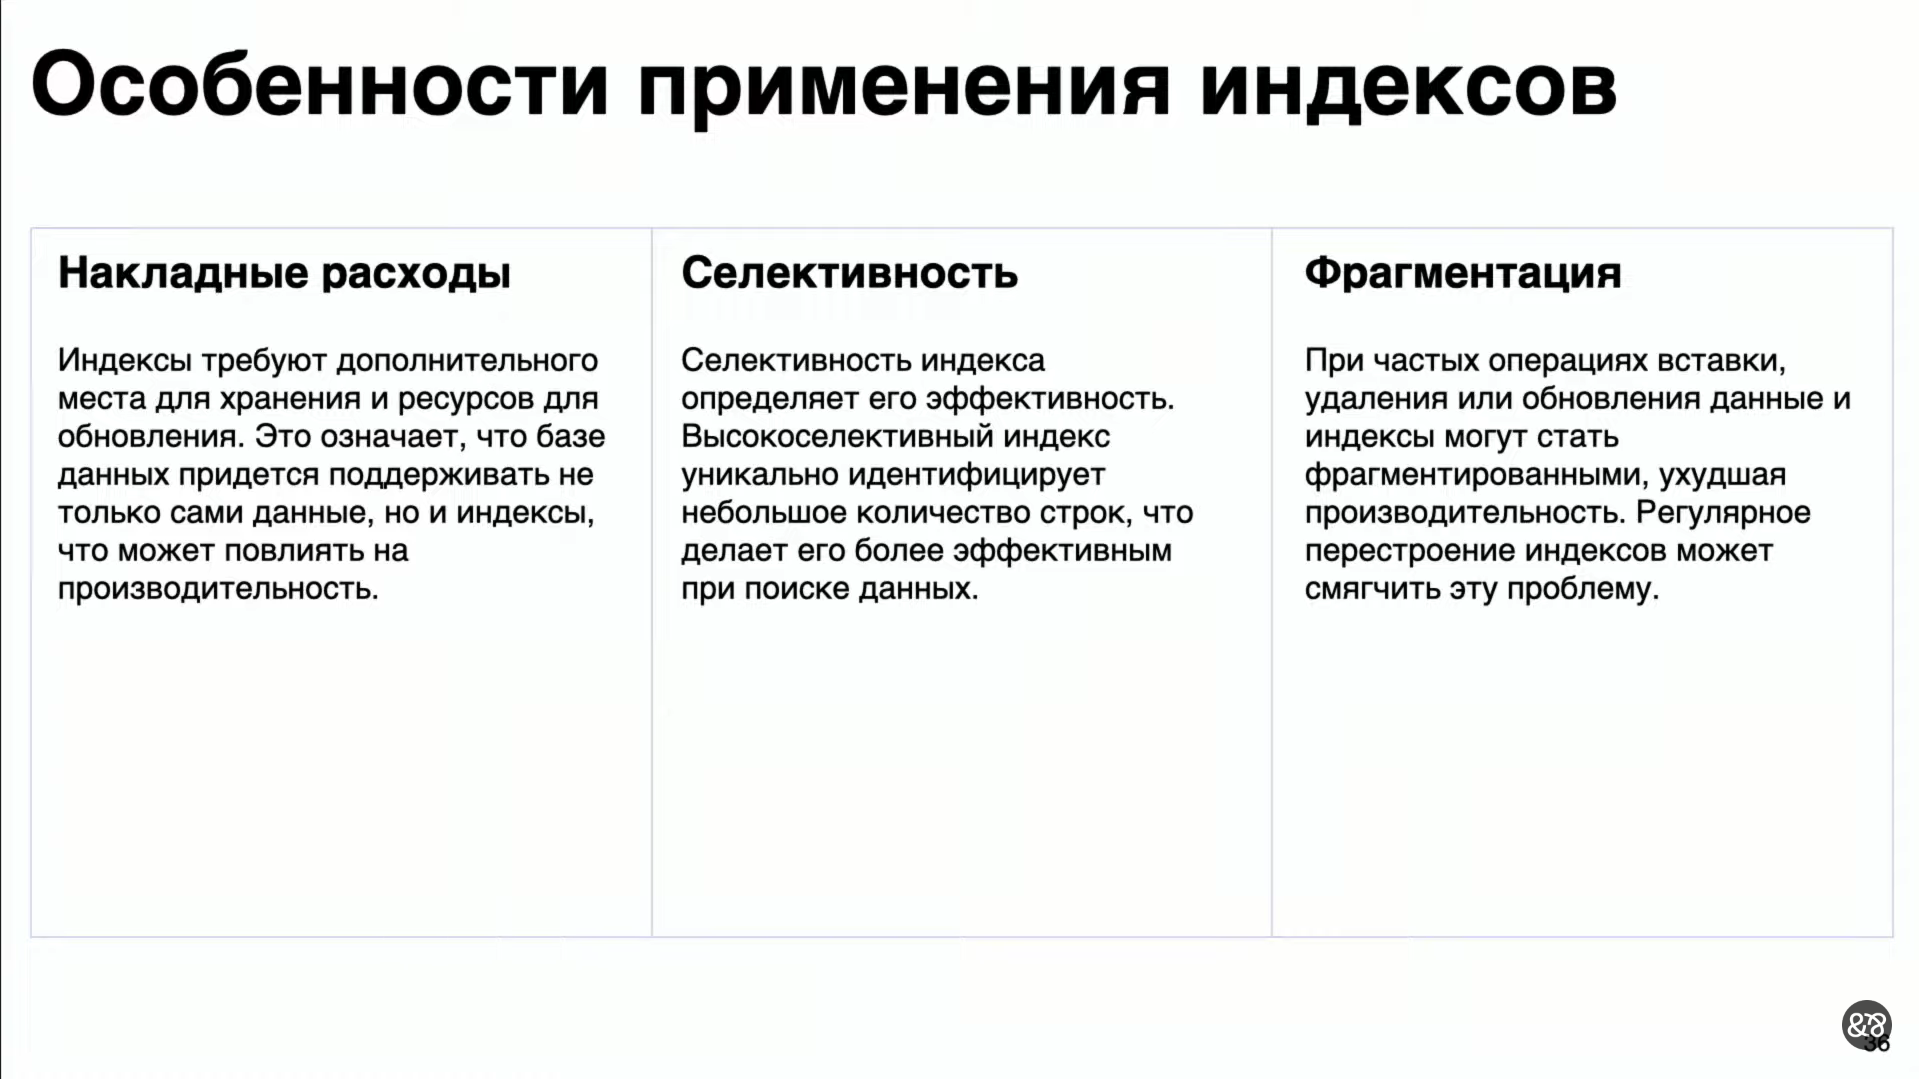 Особенности применения индексов
Накладные расходы
Индексы требуют дополнительного
места для хранения и ресурсов для
обновления. Это означает, что базе
данных придется поддерживать не
только сами данные, но и индексы,
что может повлиять на
производительность.
Селективность
Селективность индекса
определяет его эффективность.
Высокоселективный индекс
уникально идентифицирует
небольшое количество строк, что
делает его более эффективным
при поиске данных.
Фрагментация
При частых операциях вставки,
удаления или обновления данные и
индексы могут стать
фрагментированными, ухудшая
производительность. Регулярное
перестроение индексов может
смягчить эту проблему.
36